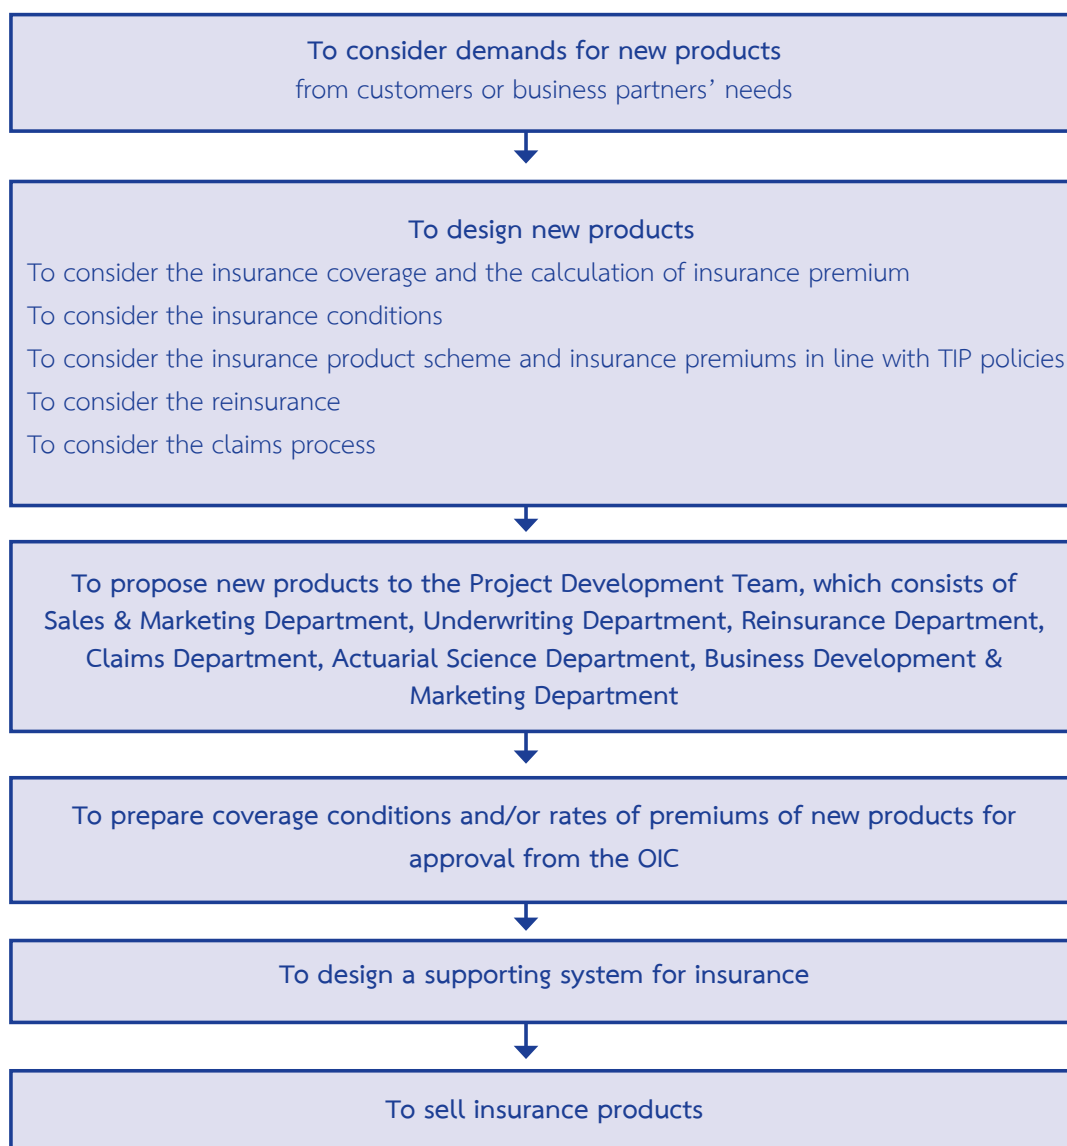 To consider demands for new products
from customers or business partners' needs
To design new products
To consider the insurance coverage and the calculation of insurance premium
To consider the insurance conditions
To consider the insurance product scheme and insurance premiums in line with TIP policies
To consider the reinsurance
To consider the claims process
To propose new products to the Project Development Team, which consists of
Sales & Marketing Department, Underwriting Department, Reinsurance Department,
Claims Department, Actuarial Science Department, Business Development &
Marketing Department
To prepare coverage conditions and/or rates of premiums of new products for
approval from the OIC
To design a supporting system for insurance
To sell insurance products